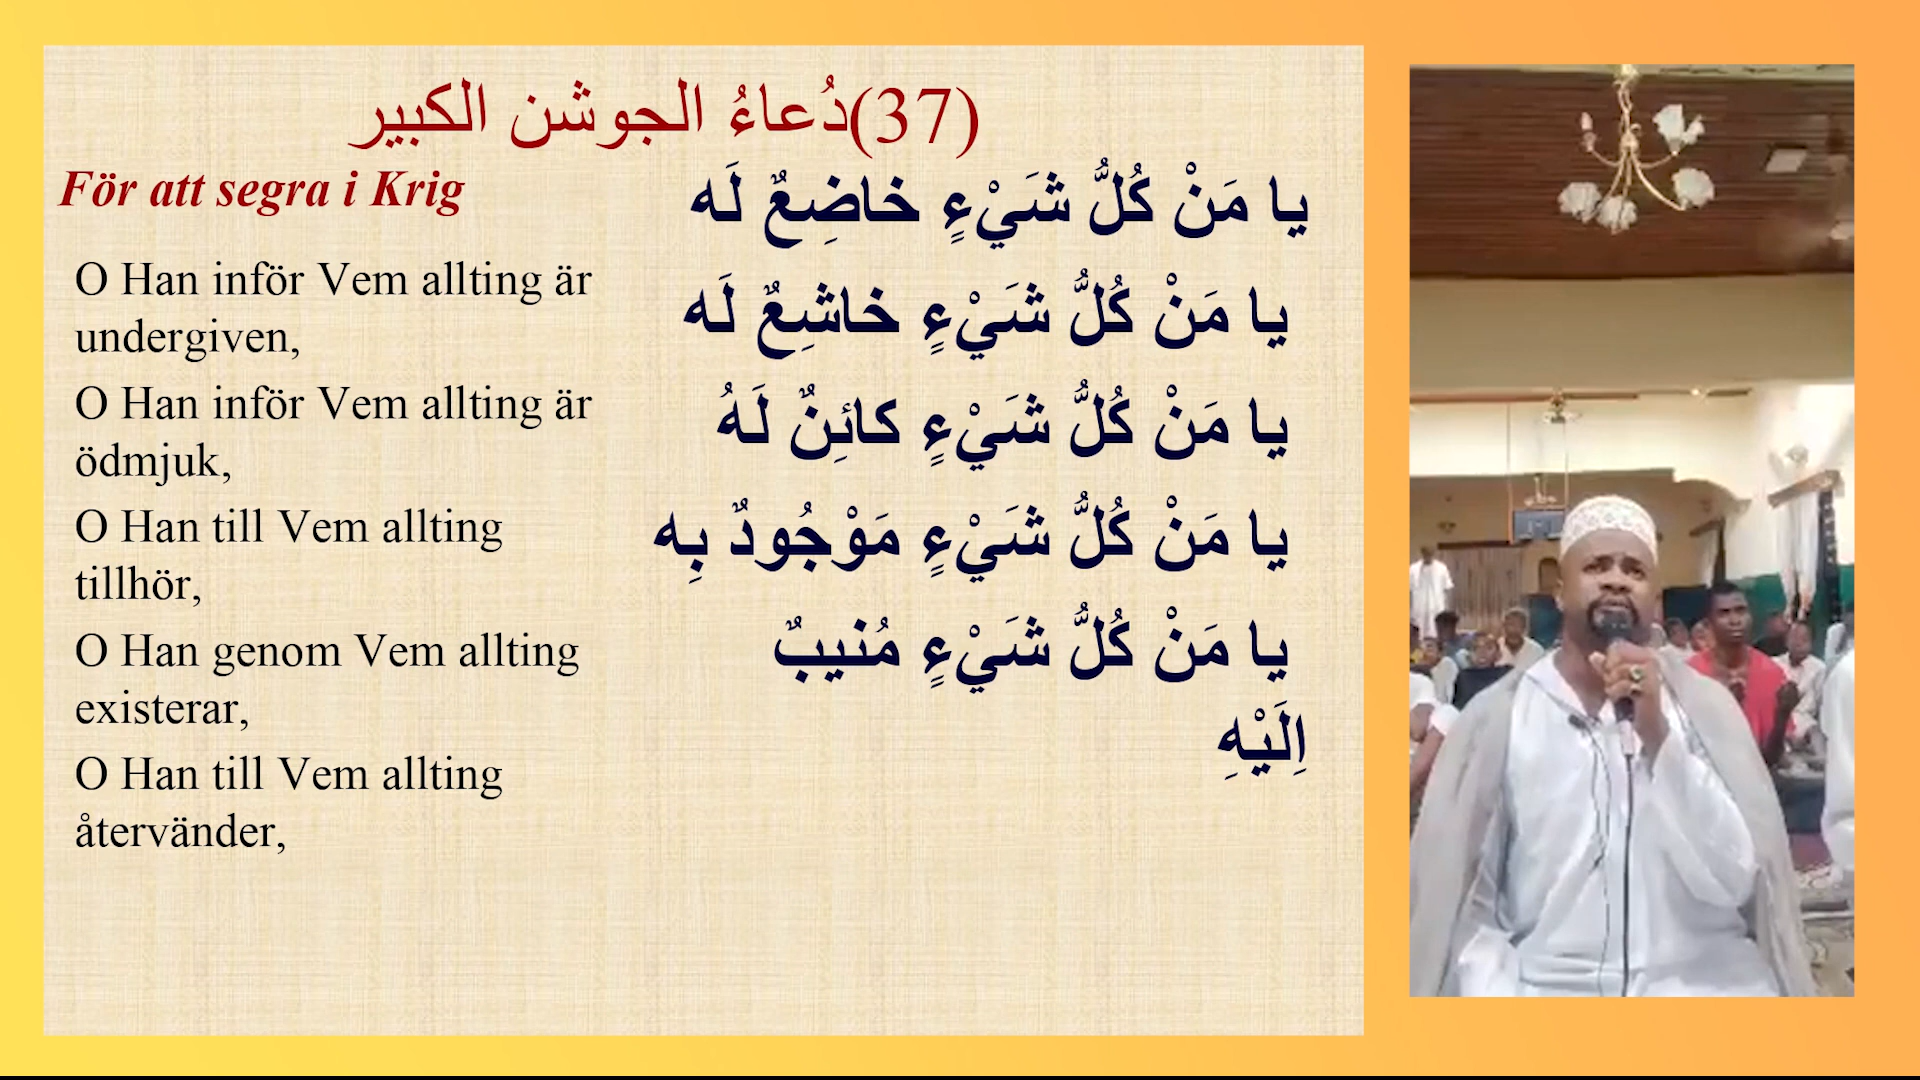 (37)دُعاءُ الجوشن الكبير
För att segra i Krig
O Han inför Vem allting är
undergiven,
O Han inför Vem allting är
ödmjuk,
O Han till Vem allting
tillhör,
O Han genom Vem allting
existerar,
O Han till Vem allting
återvänder,
يا مَنْ كُلُّ شَيْءٍ خاضِعٌ لَه
يا مَنْ كُلُّ شَيْءٍ خاشِعٌ لَه
يا مَنْ كُلُّ شَيْءٍ كائِنٌ لَهُ
يا مَنْ كُلُّ شَيْءٍ مَوْجُودٌ بِه
يا مَنْ كُلُّ شَيْءٍ مُنيبٌ
اِلَيْهِ